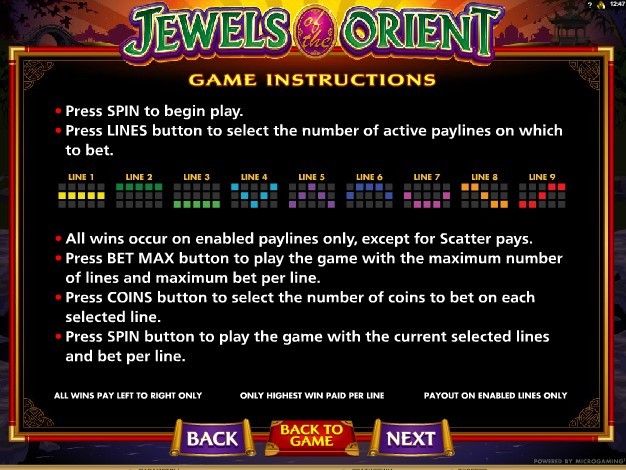 ? 12:47
JEWELS of the ORIENT
GAME INSTRUCTIONS
• Press SPIN to begin play.
• Press LINES button to select the number of active paylines on which
to bet.
LINE 1 LINE 2 LINE 3 LINE 4 LINE 5 LINE 6 LINE 7 LINE 8 LINE 9
• All wins occur on enabled paylines only, except for Scatter pays.
• Press BET MAX button to play the game with the maximum number
of lines and maximum bet per line.
• Press COINS button to select the number of coins to bet on each
selected line.
• Press SPIN button to play the game with the current selected lines
and bet per line.
ALL WINS PAY LEFT TO RIGHT ONLY ONLY HIGHEST WIN PAID PER LINE PAYOUT ON ENABLED LINES ONLY
BACK BACK TO GAME NEXT
POWERED BY MICROGAMING